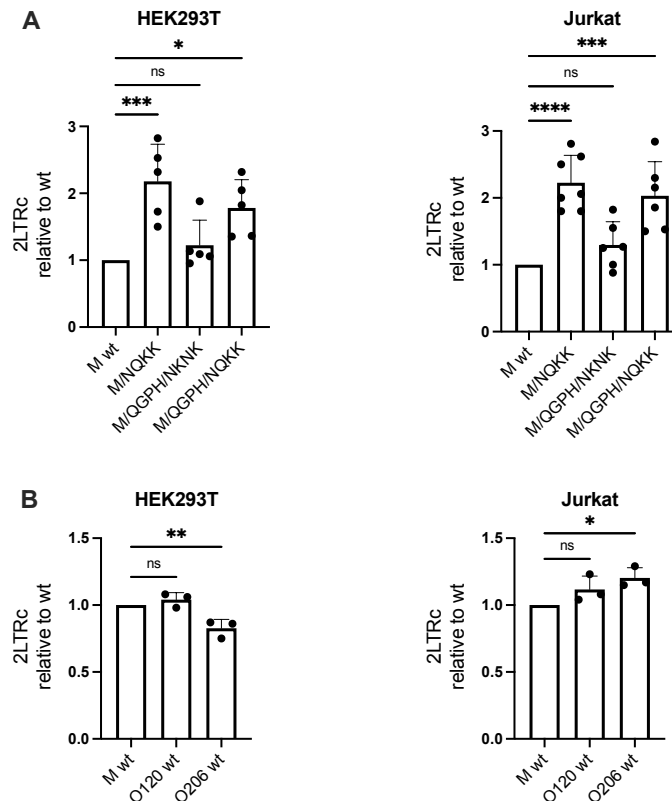 A
HEK293T
*
ns
***
3
2
1
0
2LTRc
relative to wt
M wt
M/NQKK
M/QGPH/NKNK
M/QGPH/NQKK
Jurkat
***
ns
****
3
2
1
0
2LTRc
relative to wt
M wt
M/NQKK
M/QGPH/NKNK
M/QGPH/NQKK
B
HEK293T
**
ns
1.5
1.0
0.5
0.0
2LTRc
relative to wt
M wt
O120 wt
O206 wt
Jurkat
*
ns
1.5
1.0
0.5
0.0
2LTRc
relative to wt
M wt
O120 wt
O206 wt